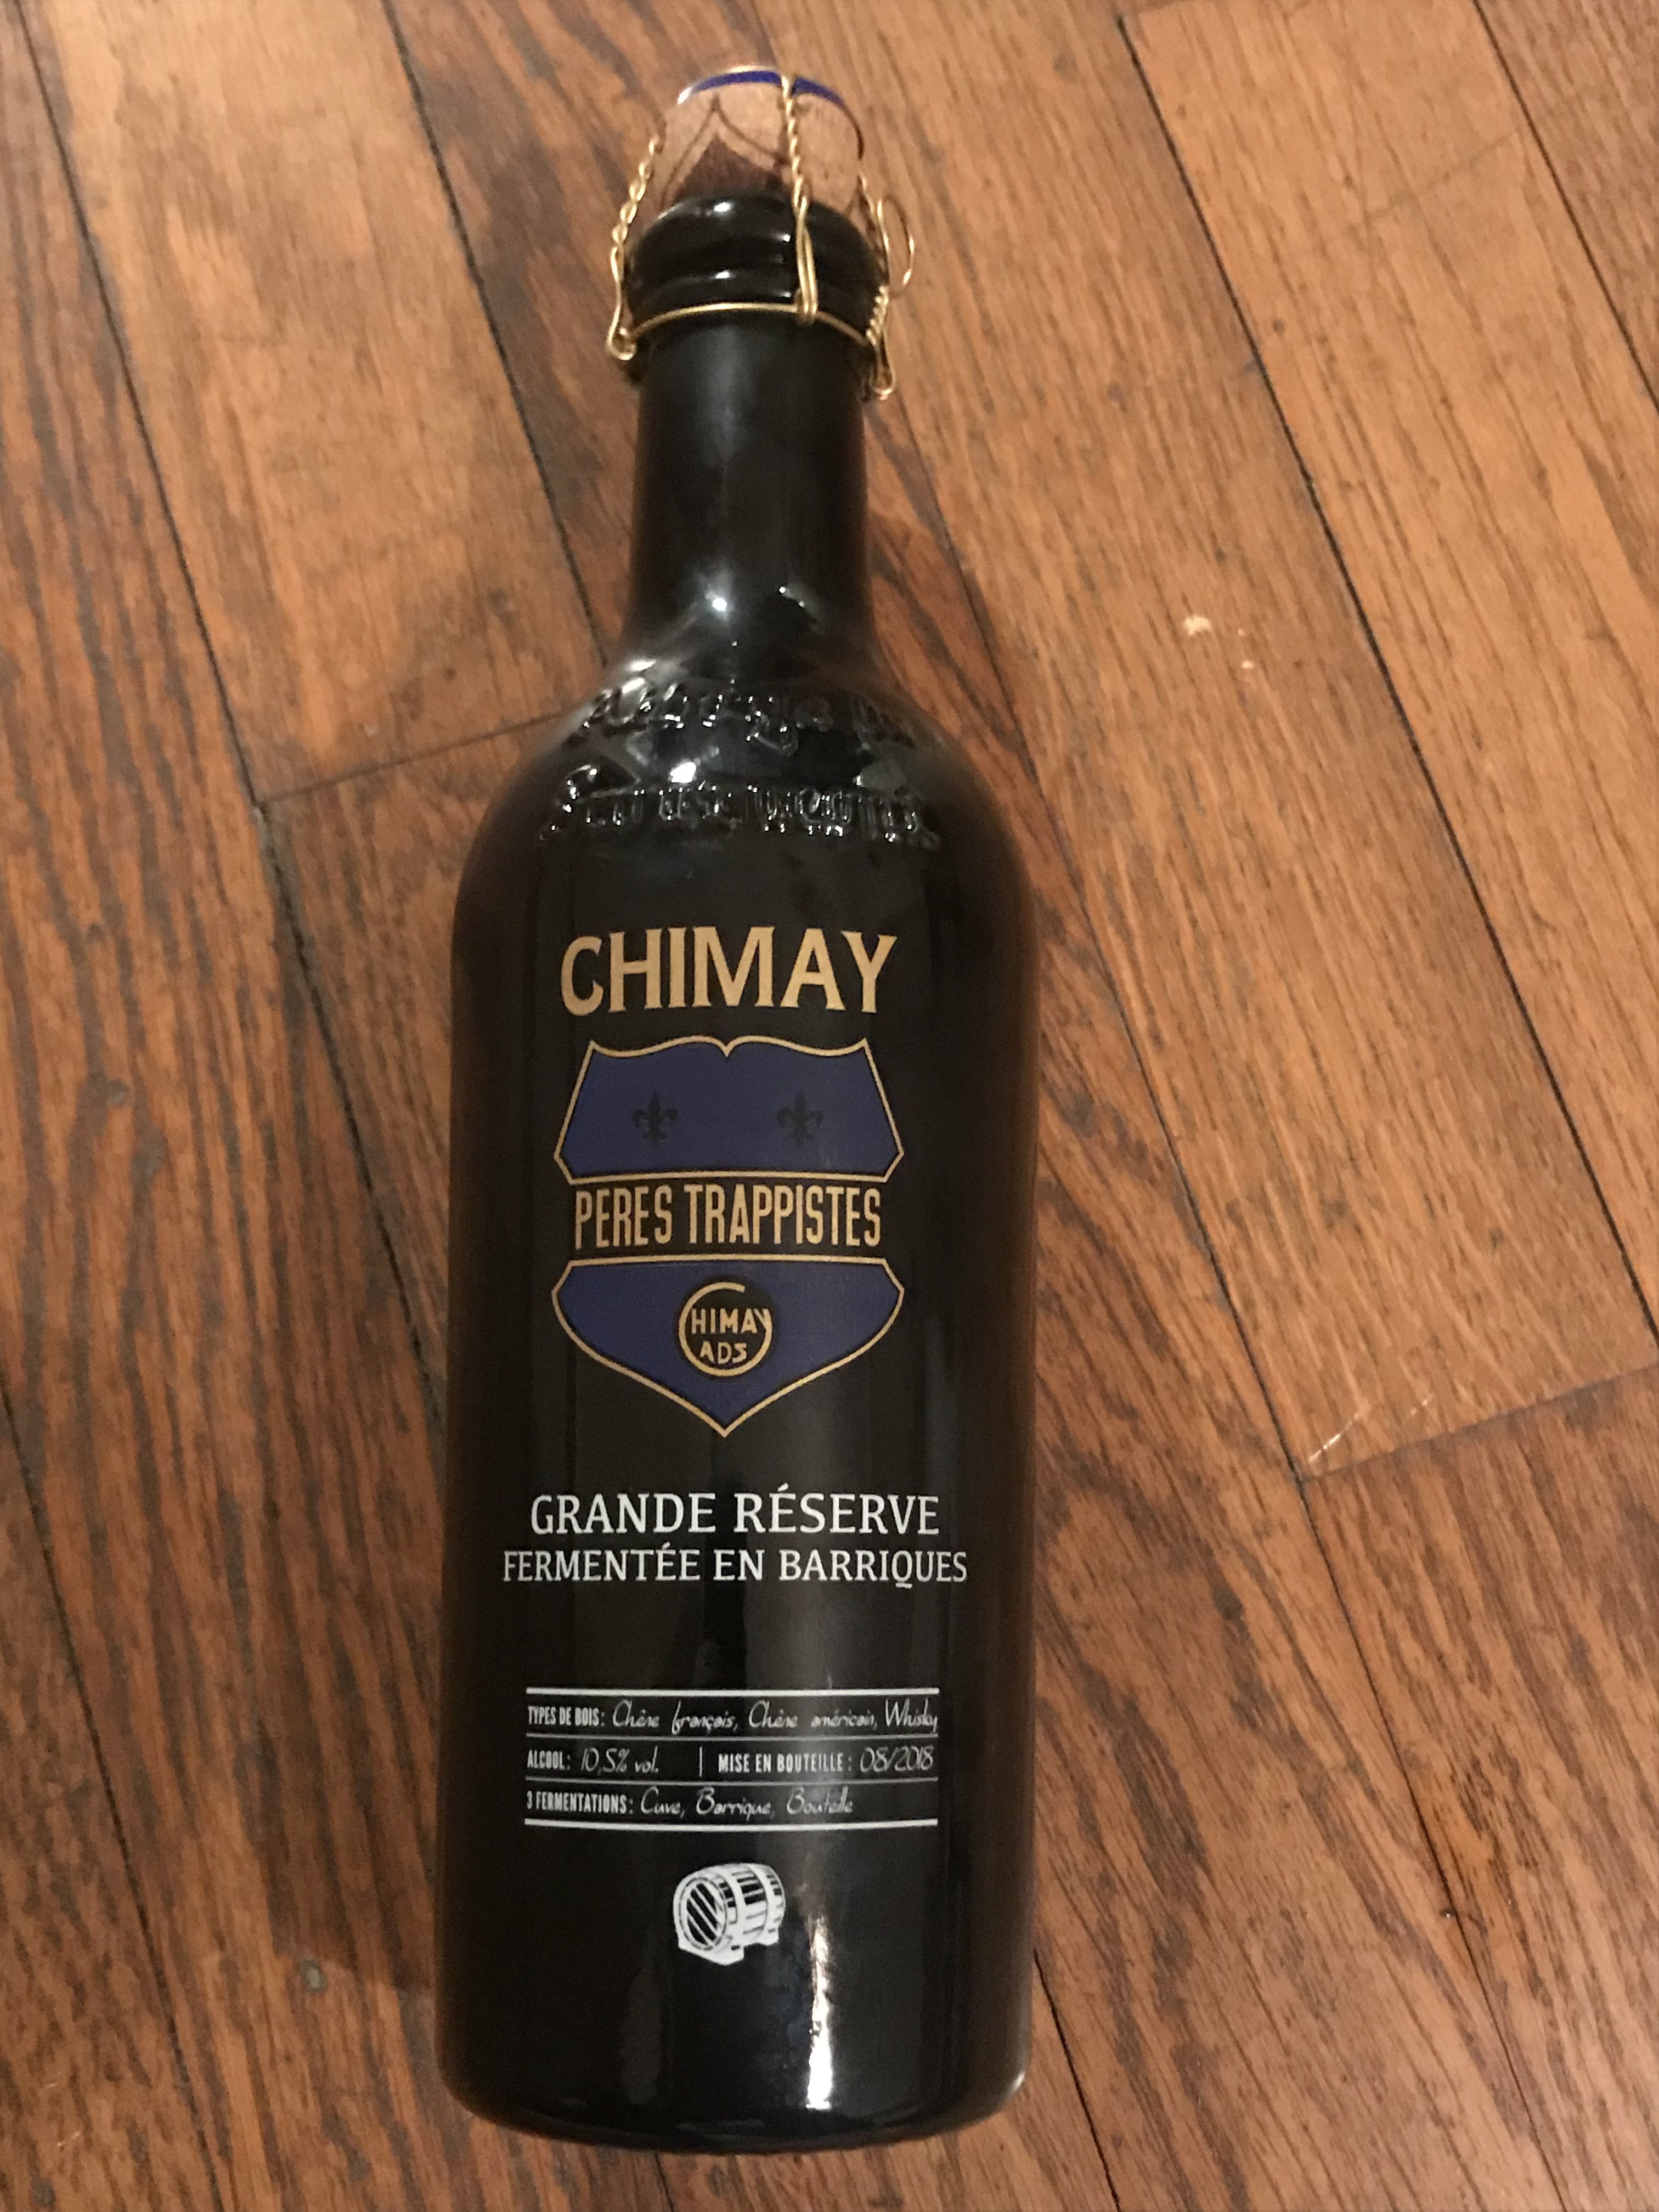 CHIMAY
PERES TRAPPISTES
CHIMAY
ADS
GRANDE RÉSERVE
FERMENTÉE EN BARRIQUES
TYPES DE BOIS: Chêne français, Chêne américain, Whisky
ALCOOL: 10,5% vol. | MISE EN BOUTEILLE: 08/2018
3 FERMENTATIONS: Cuve, Barrique, Bouteille